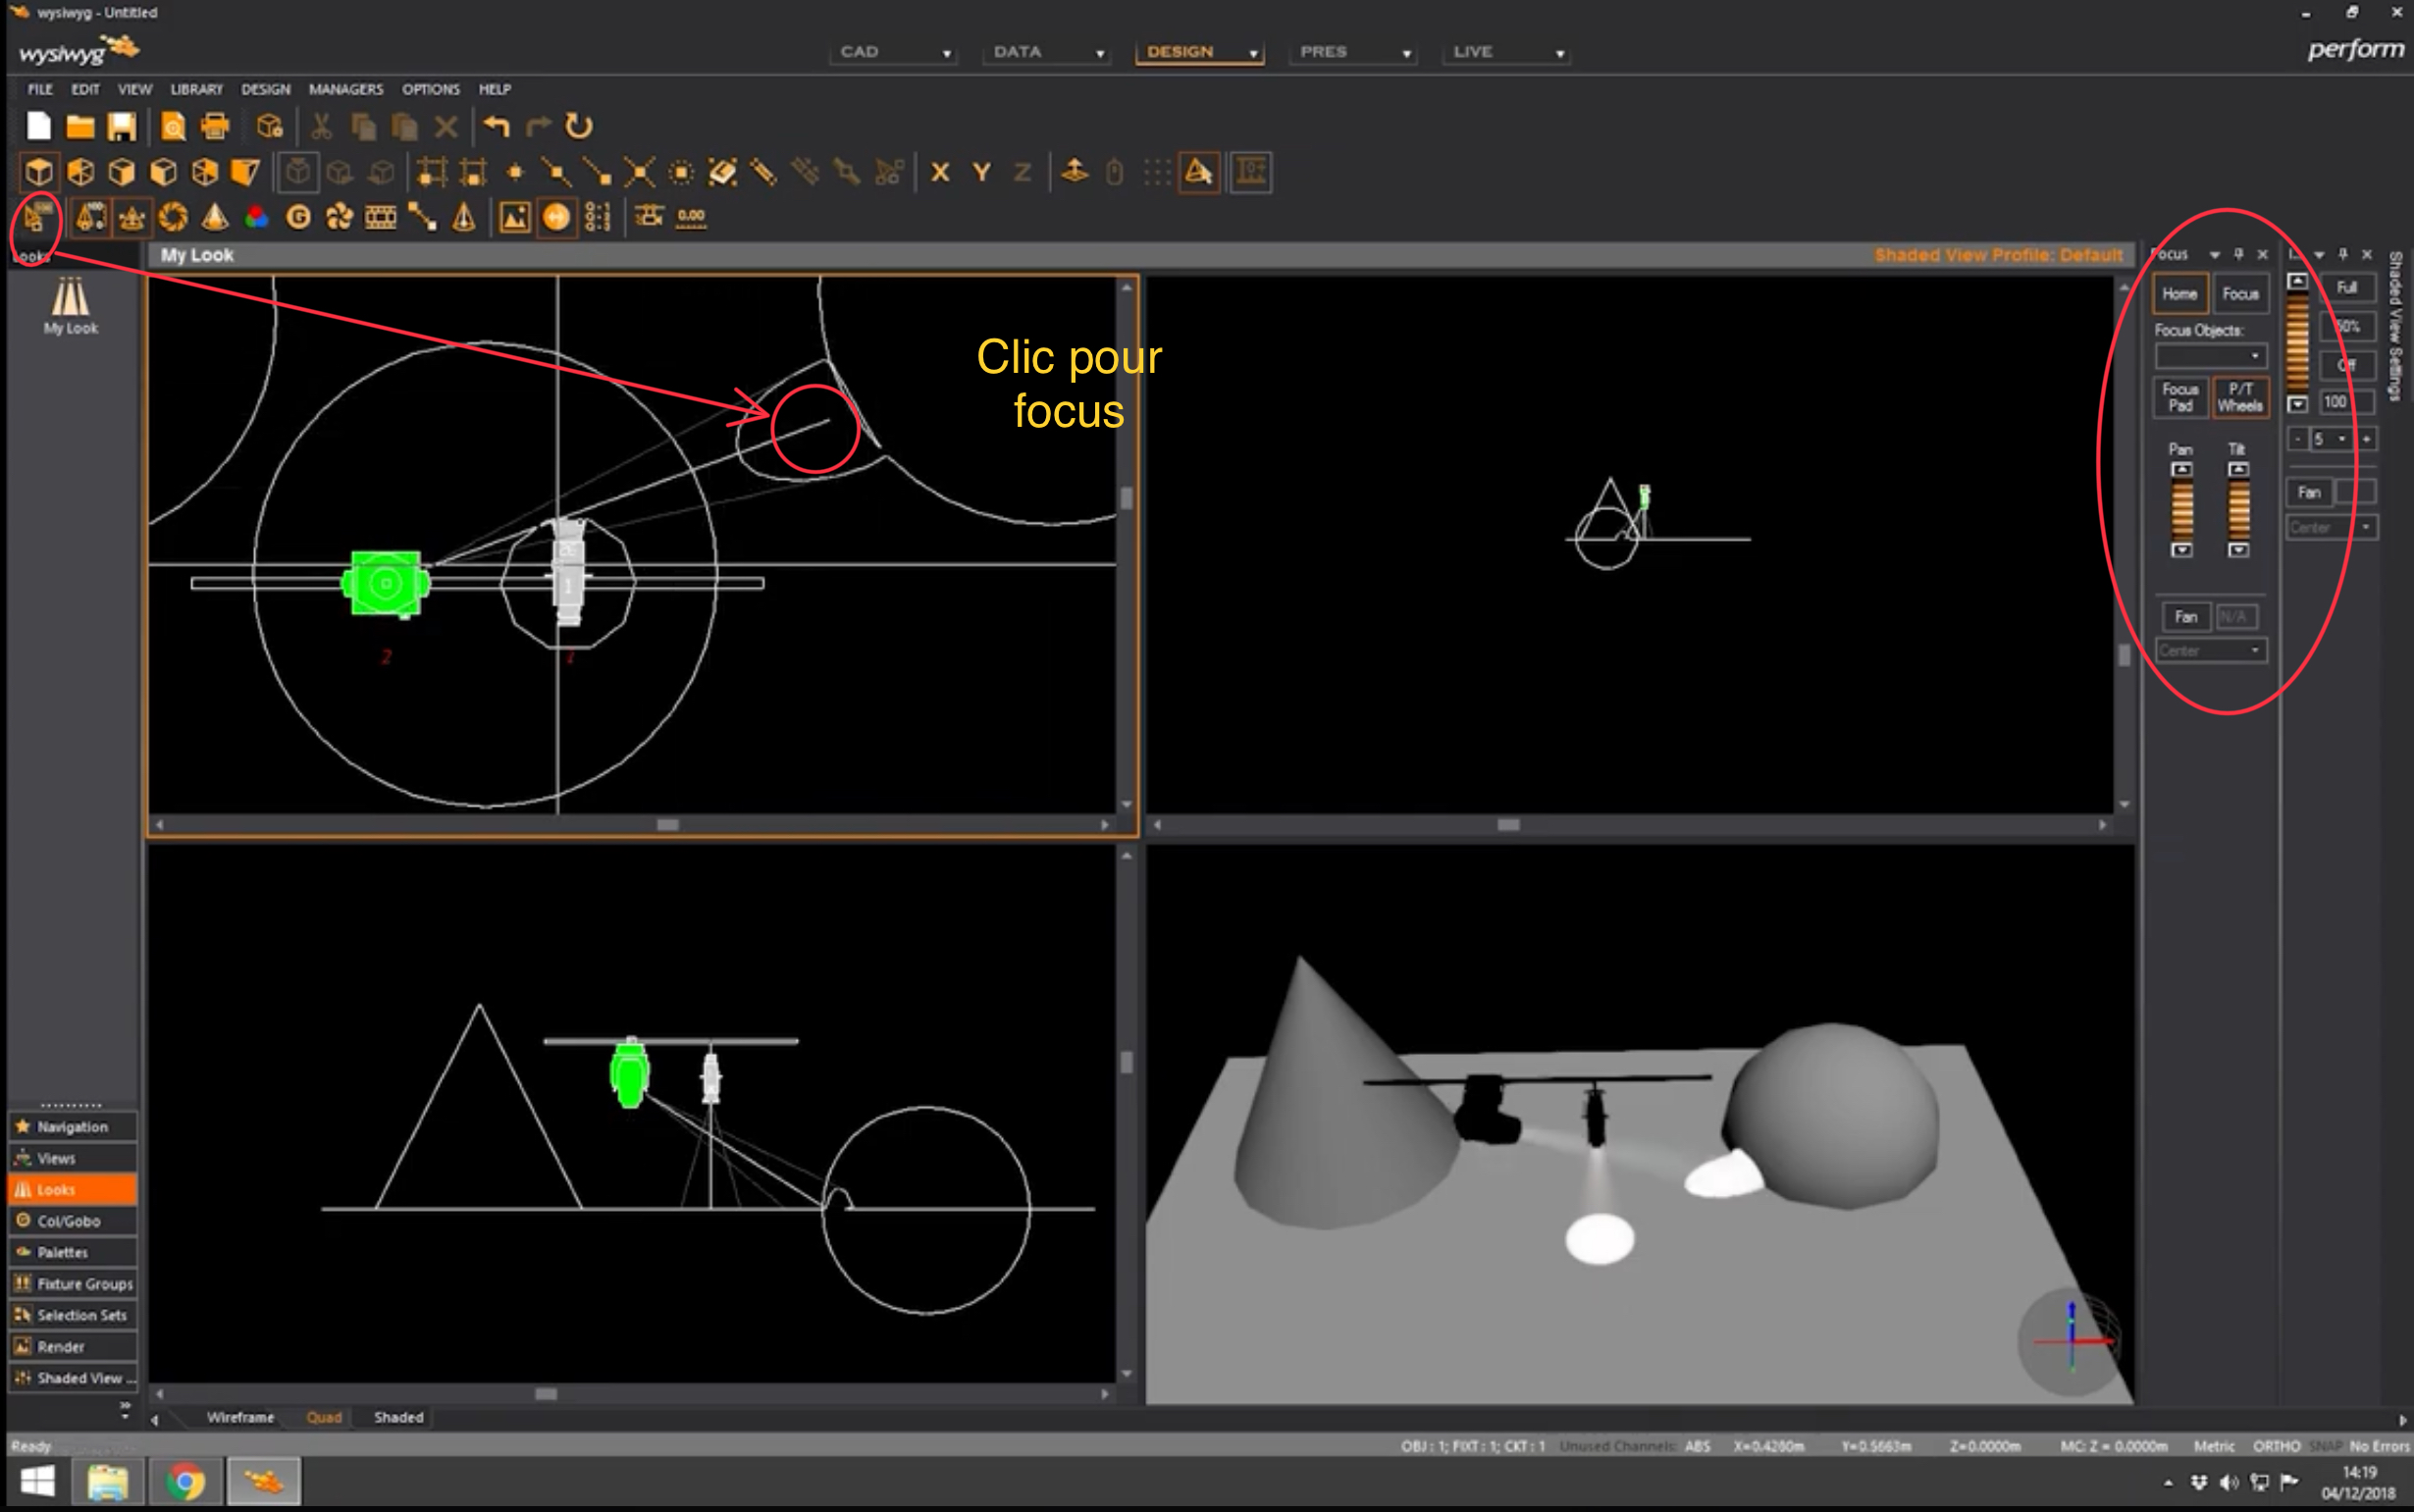 wysiwyg - Untitled
wysiwyg
CAD
DATA
DESIGN
PRES
LIVE
perform
FILE EDIT VIEW LIBRARY DESIGN MANAGERS OPTIONS HELP
X Y Z
G
0.00
Looks
My Look
Shaded View Profile: Default
My Look
Clic pour
focus
2
1
1
Focus
Home Focus
Focus Objects:
Focus Pad
P/T Wheels
Pan Tilt
Fan N/A
Center
Full
50%
Off
100
- 5 +
Fan
Center
Shaded View Settings
Navigation
Views
Looks
Col/Gobo
Palettes
Fixture Groups
Selection Sets
Render
Shaded View ...
Wireframe Quad Shaded
Ready
OBJ : 1; FIXT : 1; CKT : 1 Unused Channels: ABS X=0.4260m Y=0.5663m Z=0.0000m MC: Z = 0.0000m Metric ORTHO SNAP No Errors
14:19
04/12/2018